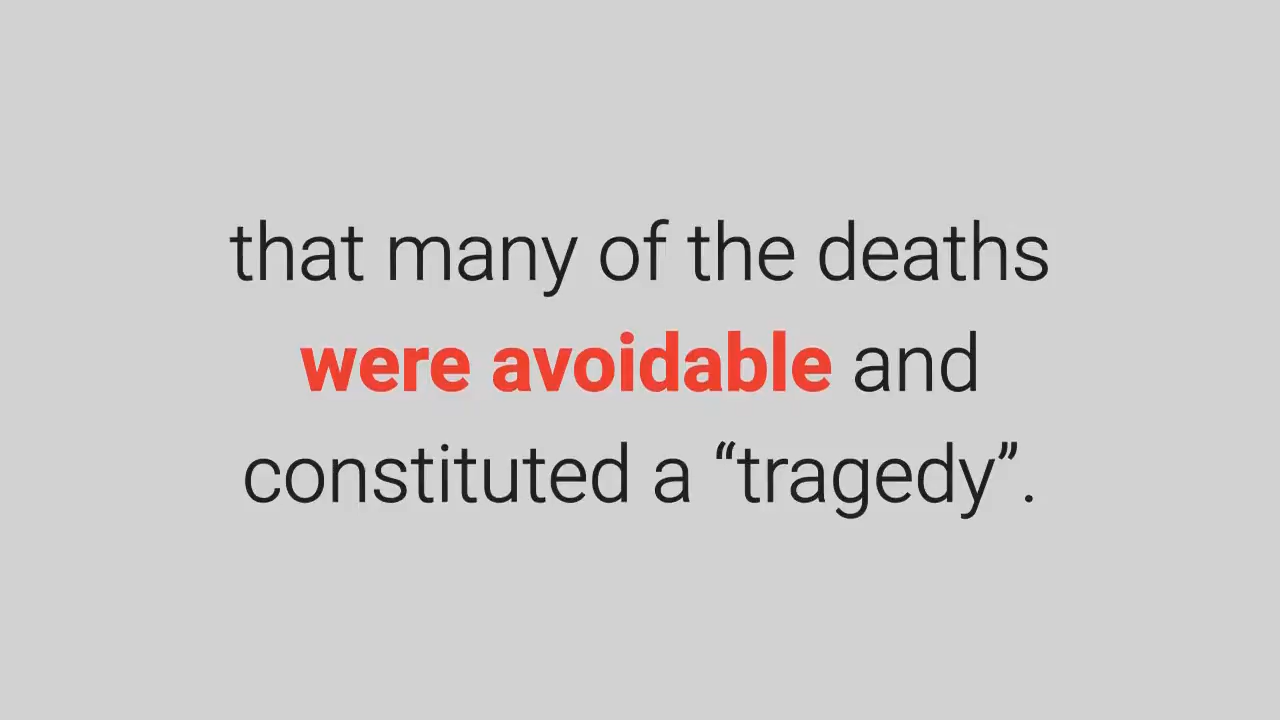 that many of the deaths
were avoidable and
constituted a “tragedy”.